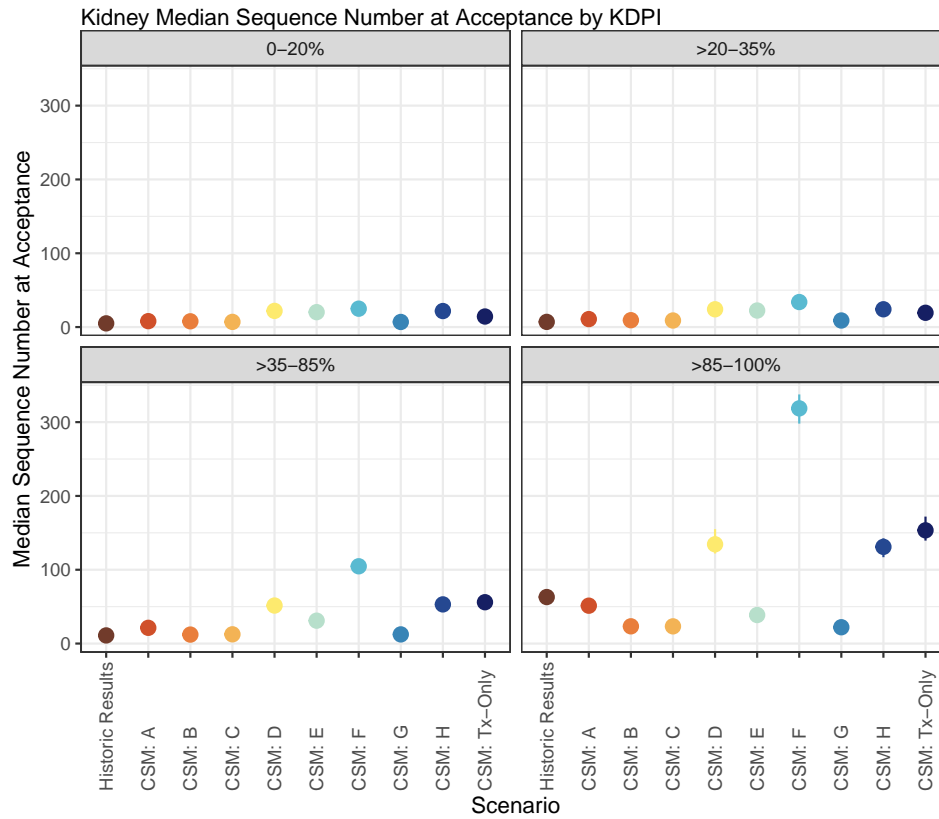 Kidney Median Sequence Number at Acceptance by KDPI
0−20%
>20−35%
300
200
100
0
>35−85%
>85−100%
300
200
100
0
Median Sequence Number at Acceptance
Historic Results
CSM: A
CSM: B
CSM: C
CSM: D
CSM: E
CSM: F
CSM: G
CSM: H
CSM: Tx−Only
Historic Results
CSM: A
CSM: B
CSM: C
CSM: D
CSM: E
CSM: F
CSM: G
CSM: H
CSM: Tx−Only
Scenario